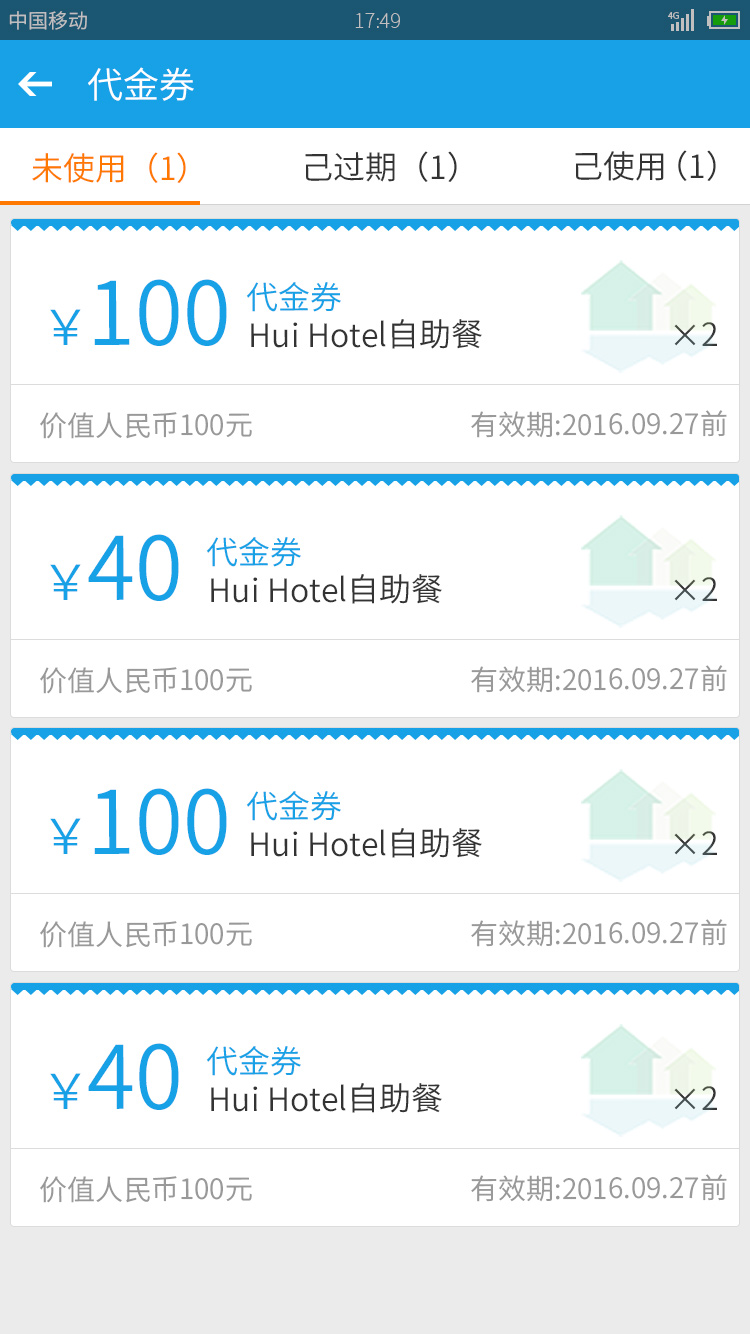 中国移动 17:49 4G
代金券
未使用（1） 己过期（1） 己使用（1）
¥100 代金券
Hui Hotel自助餐 ×2
价值人民币100元 有效期:2016.09.27前
¥40 代金券
Hui Hotel自助餐 ×2
价值人民币100元 有效期:2016.09.27前
¥100 代金券
Hui Hotel自助餐 ×2
价值人民币100元 有效期:2016.09.27前
¥40 代金券
Hui Hotel自助餐 ×2
价值人民币100元 有效期:2016.09.27前